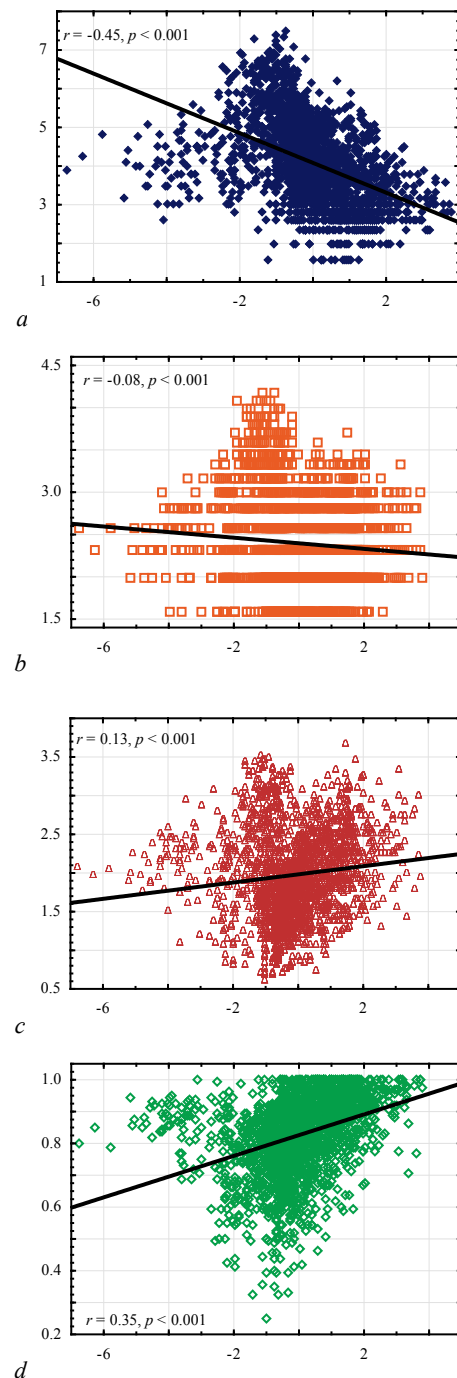 r = -0.45, p < 0.001
7
5
3
1
-6 -2 2
a
r = -0.08, p < 0.001
4.5
3.0
1.5
-6 -2 2
b
r = 0.13, p < 0.001
3.5
2.5
1.5
0.5
-6 -2 2
c
1.0
0.8
0.6
0.4
0.2
r = 0.35, p < 0.001
-6 -2 2
d